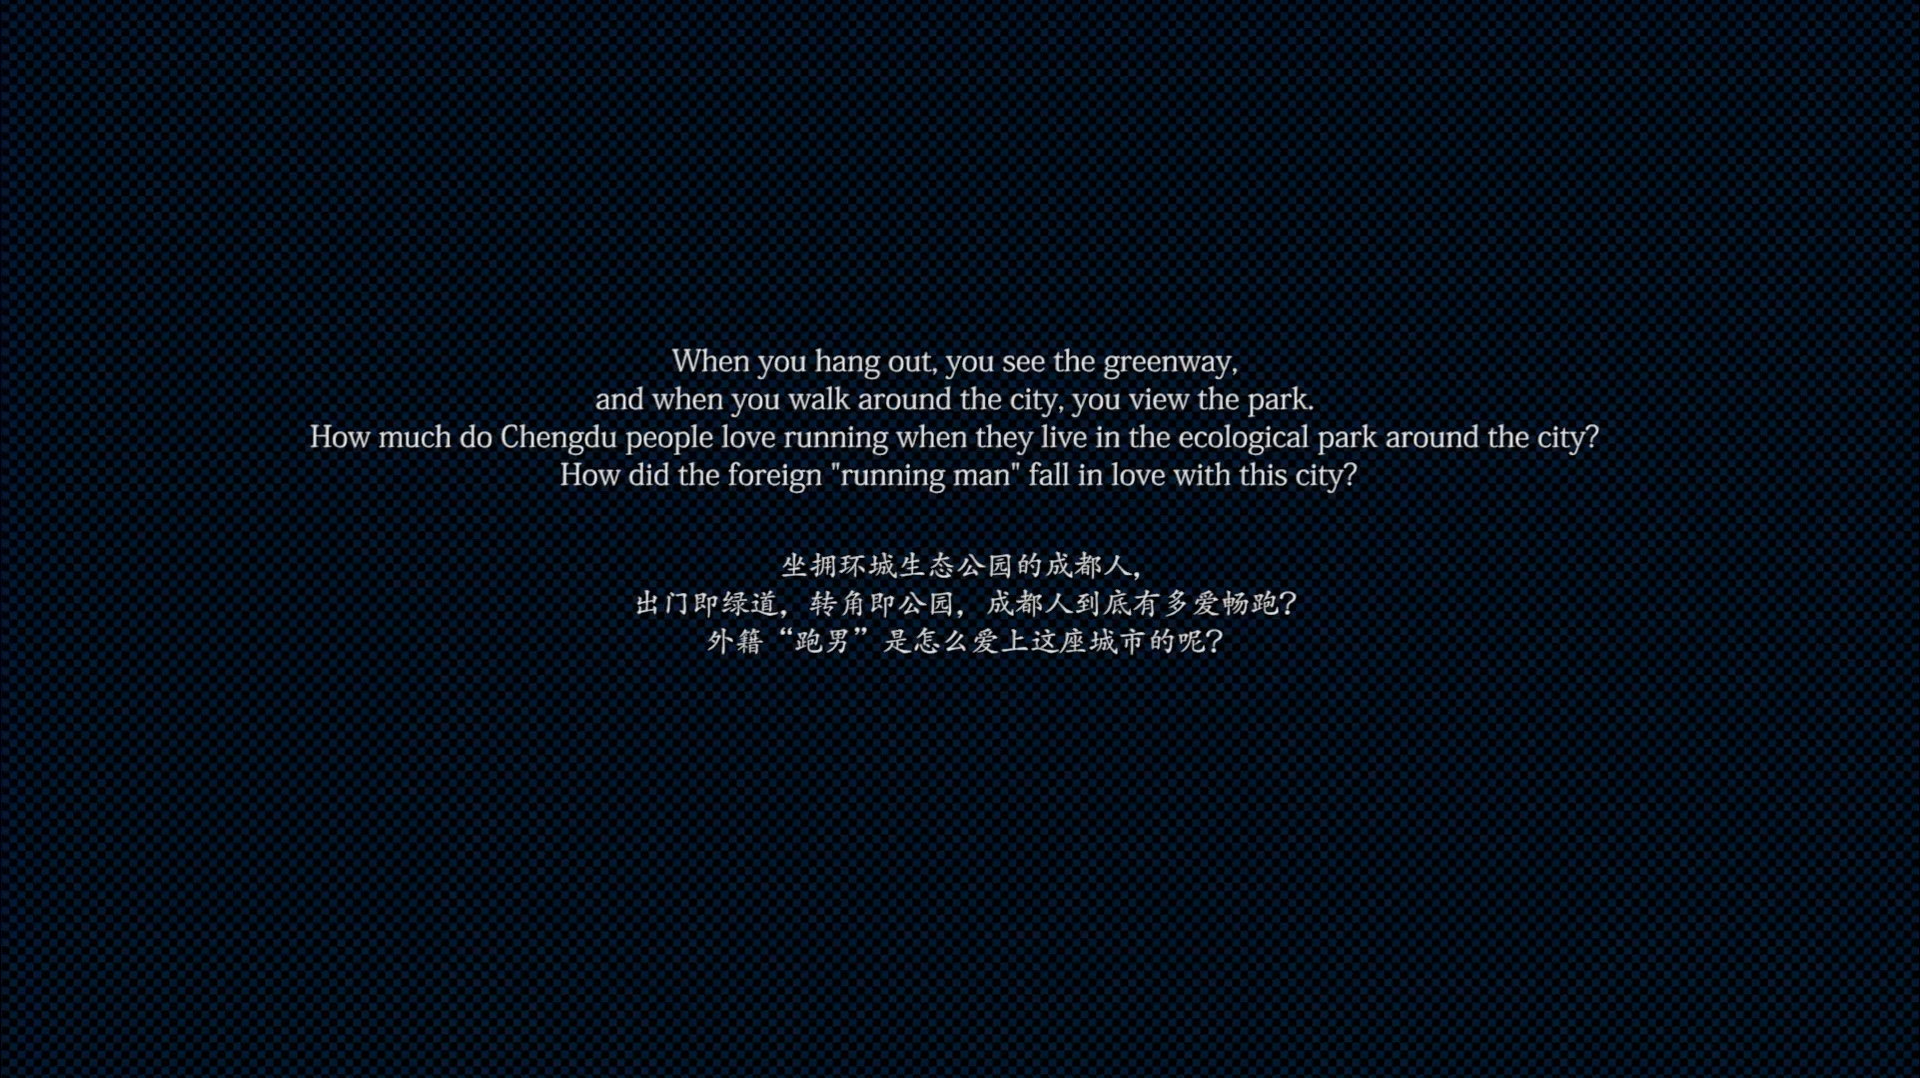 When you hang out, you see the greenway,
and when you walk around the city, you view the park.
How much do Chengdu people love running when they live in the ecological park around the city?
How did the foreign "running man" fall in love with this city?
坐拥环城生态公园的成都人，
出门即绿道，转角即公园，成都人到底有多爱畅跑？
外籍“跑男”是怎么爱上这座城市的呢？